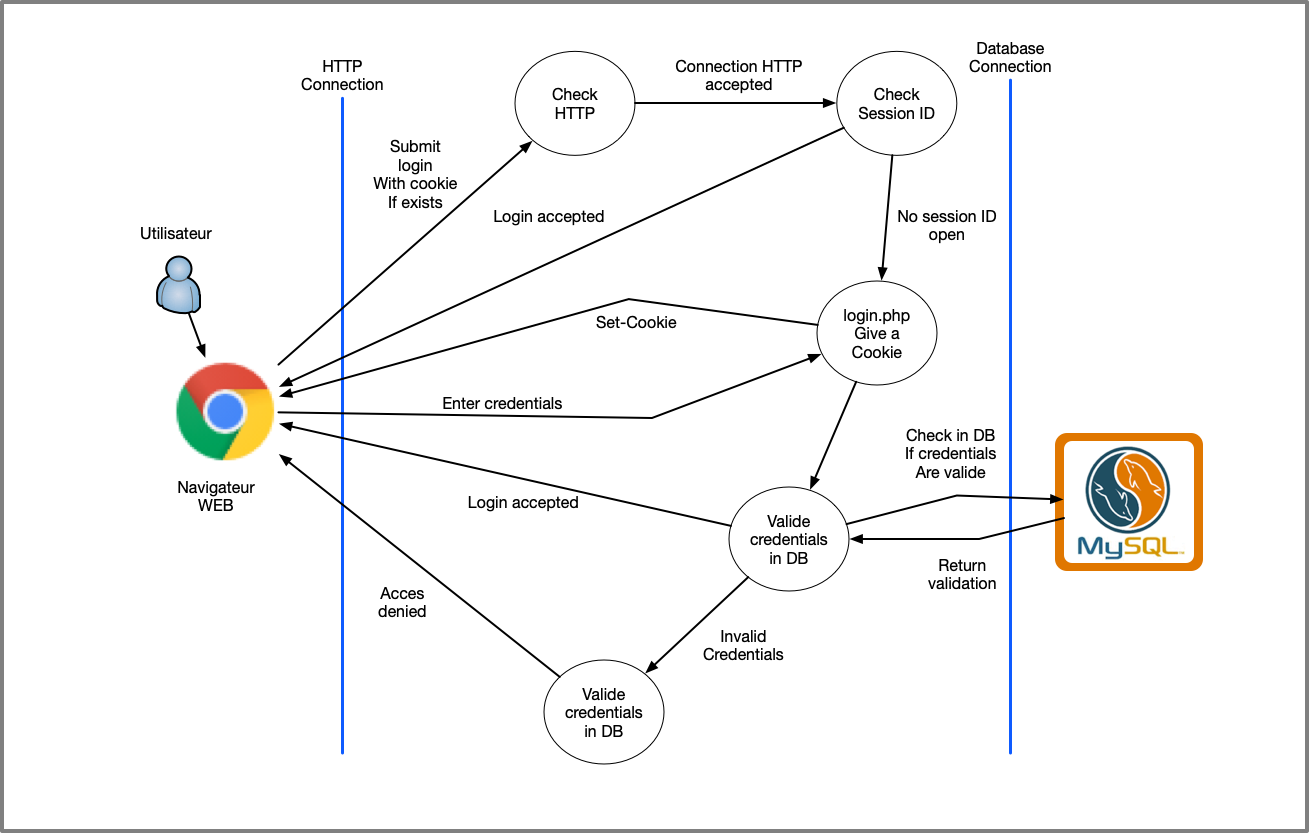 HTTP
Connection
Database
Connection
Check
HTTP
Connection HTTP
accepted
Check
Session ID
Submit
login
With cookie
If exists
Login accepted
No session ID
open
Utilisateur
Set-Cookie
login.php
Give a
Cookie
Enter credentials
Navigateur
WEB
Login accepted
Check in DB
If credentials
Are valide
Valide
credentials
in DB
MySQL™
Return
validation
Acces
denied
Invalid
Credentials
Valide
credentials
in DB